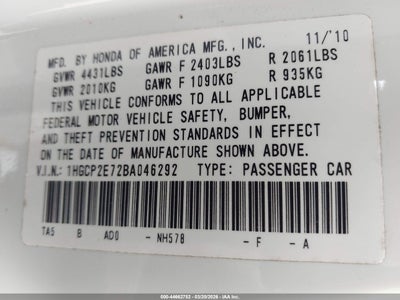 MFD. BY HONDA OF AMERICA MFG., INC. 11/'10
GVWR 4431LBS GAWR F 2403LBS R 2061LBS
GVWR 2010KG GAWR F 1090KG R 935KG
THIS VEHICLE CONFORMS TO ALL APPLICABLE
FEDERAL MOTOR VEHICLE SAFETY, BUMPER,
AND THEFT PREVENTION STANDARDS IN EFFECT
ON THE DATE OF MANUFACTURE SHOWN ABOVE.
V.I.N.: 1HGCP2E72BA046292 TYPE: PASSENGER CAR
TA5 B AD0 - NH578 - F - A
600-44663752 - 03/20/2026 - IAA Inc.